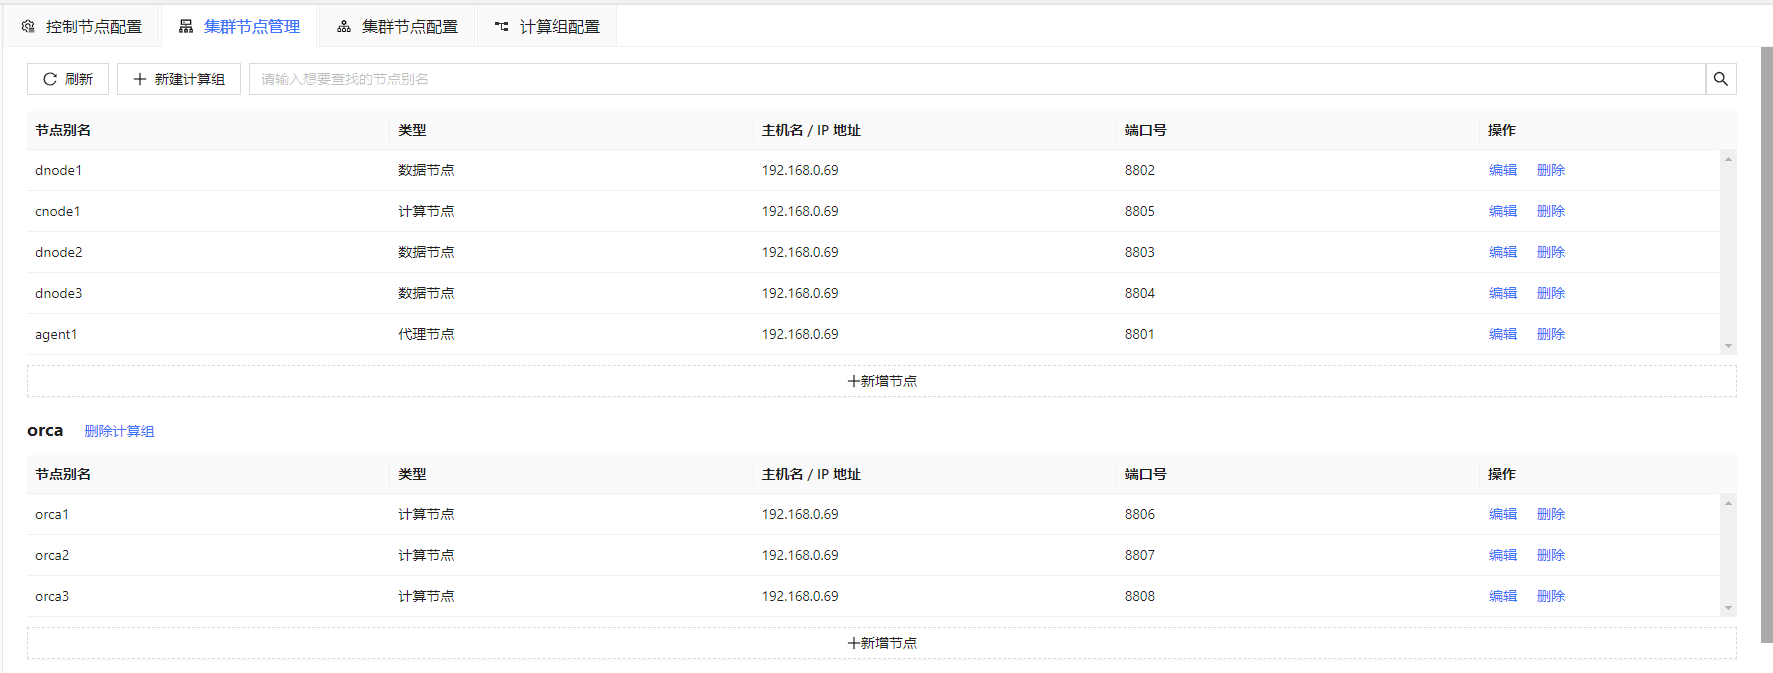 控制节点配置 集群节点管理 集群节点配置 计算组配置
刷新 新建计算组 请输入想要查找的节点别名
节点别名 类型 主机名 / IP 地址 端口号 操作
dnode1 数据节点 192.168.0.69 8802 编辑 删除
cnode1 计算节点 192.168.0.69 8805 编辑 删除
dnode2 数据节点 192.168.0.69 8803 编辑 删除
dnode3 数据节点 192.168.0.69 8804 编辑 删除
agent1 代理节点 192.168.0.69 8801 编辑 删除
+新增节点
orca 删除计算组
节点别名 类型 主机名 / IP 地址 端口号 操作
orca1 计算节点 192.168.0.69 8806 编辑 删除
orca2 计算节点 192.168.0.69 8807 编辑 删除
orca3 计算节点 192.168.0.69 8808 编辑 删除
+新增节点